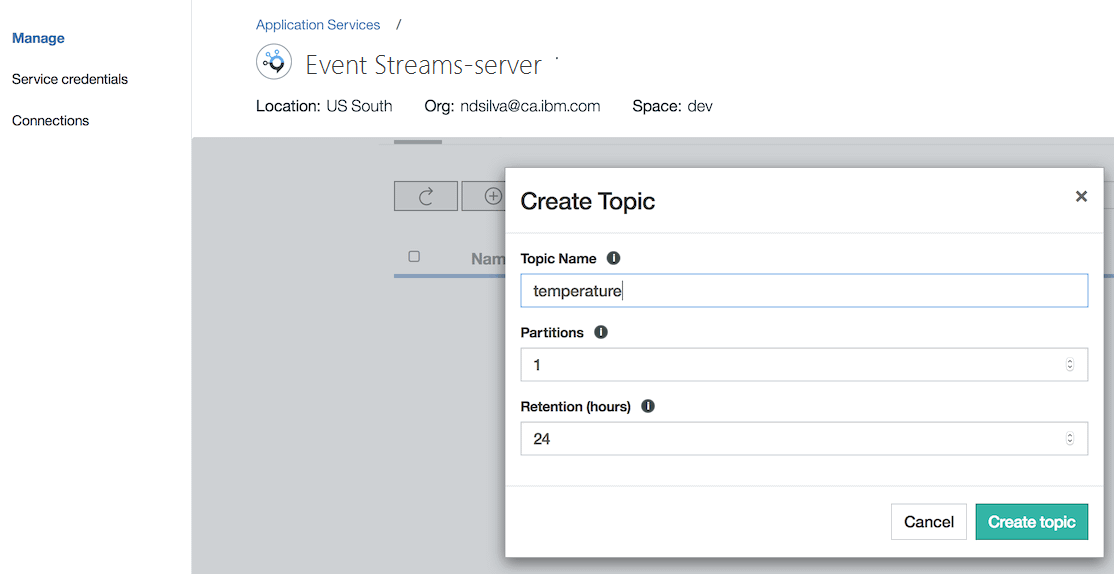 Manage
Service credentials
Connections
Application Services /
Event Streams-server
Location: US South Org: ndsilva@ca.ibm.com Space: dev
Create Topic
Nam
Topic Name
temperature
Partitions
1
Retention (hours)
24
Cancel Create topic